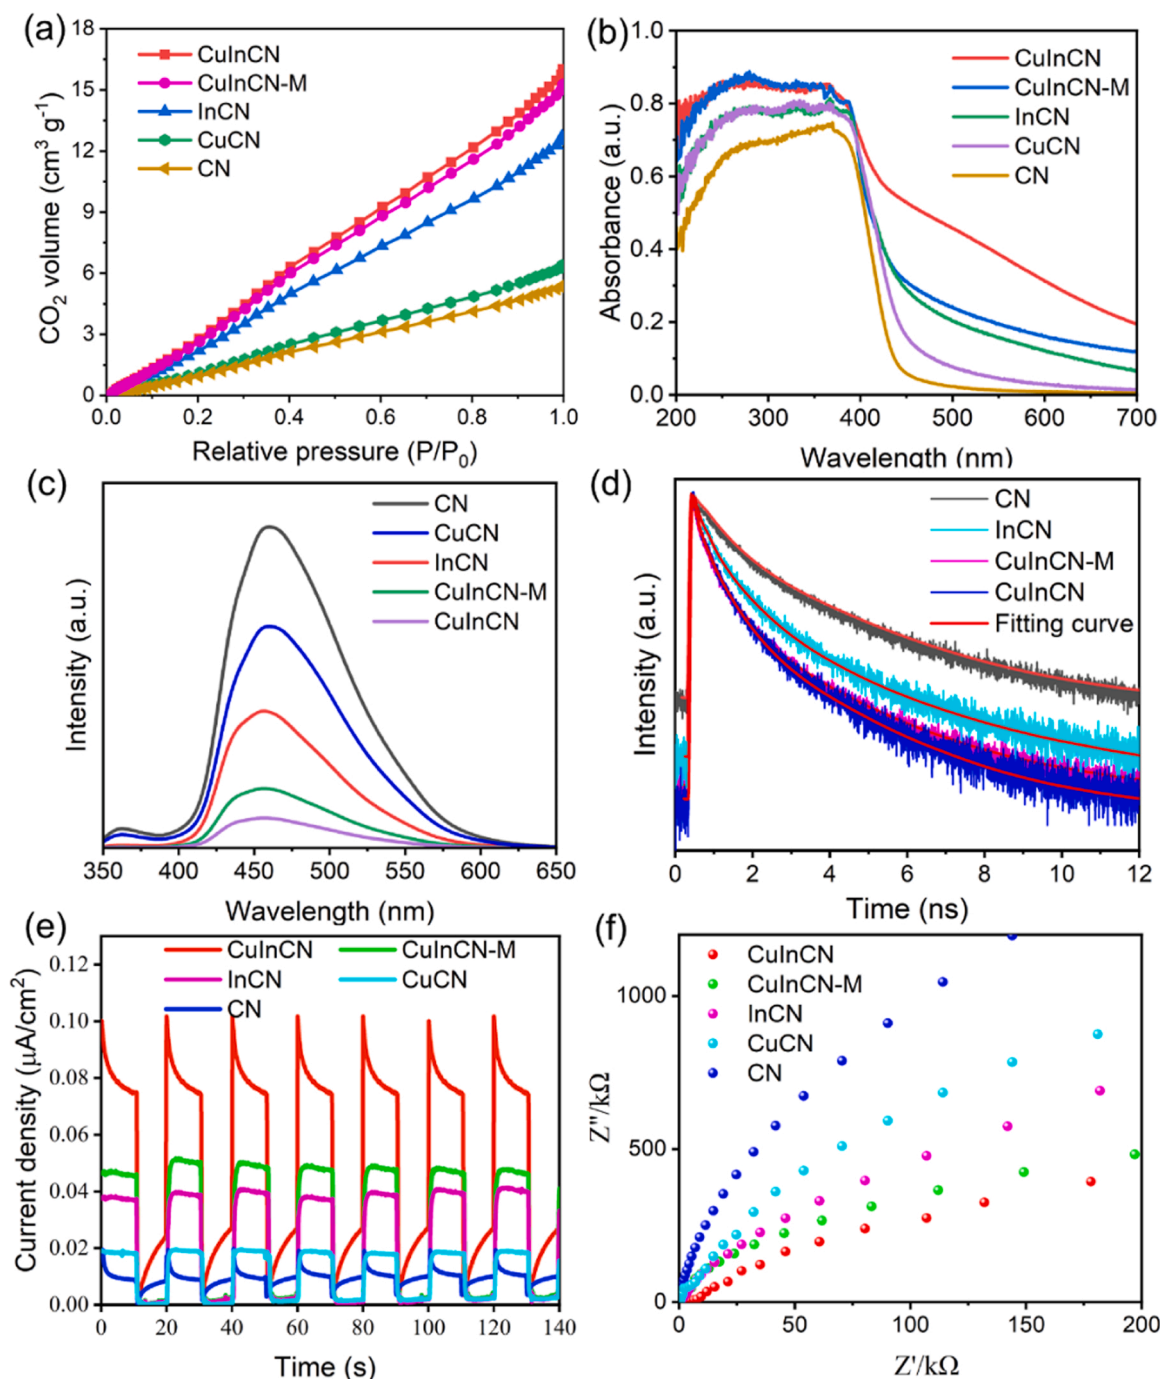 (a)
18
15
12
9
6
3
0
CO2 volume (cm3 g-1)
CuInCN
CuInCN-M
InCN
CuCN
CN
0.0 0.2 0.4 0.6 0.8 1.0
Relative pressure (P/P0)
(b)
1.0
0.8
0.6
0.4
0.2
0.0
Absorbance (a.u.)
CuInCN
CuInCN-M
InCN
CuCN
CN
200 300 400 500 600 700
Wavelength (nm)
(c)
Intensity (a.u.)
CN
CuCN
InCN
CuInCN-M
CuInCN
350 400 450 500 550 600 650
Wavelength (nm)
(d)
Intensity (a.u.)
CN
InCN
CuInCN-M
CuInCN
Fitting curve
0 2 4 6 8 10 12
Time (ns)
(e)
0.12
0.10
0.08
0.06
0.04
0.02
0.00
Current density (μA/cm2)
CuInCN CuInCN-M
InCN CuCN
CN
0 20 40 60 80 100 120 140
Time (s)
(f)
1000
500
0
Z"/kΩ
CuInCN
CuInCN-M
InCN
CuCN
CN
0 50 100 150 200
Z'/kΩ